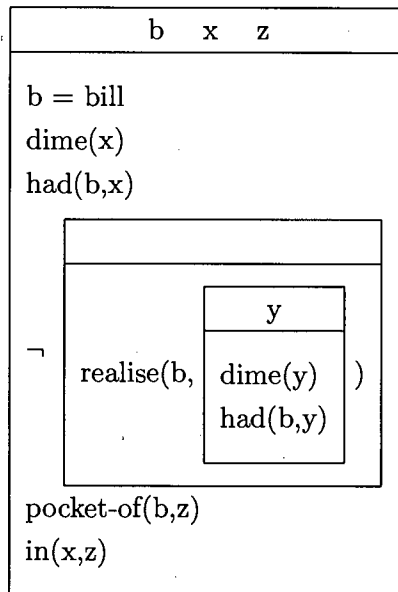 b x z
b = bill
dime(x)
had(b,x)
y
¬ realise(b, dime(y) )
had(b,y)
pocket-of(b,z)
in(x,z)